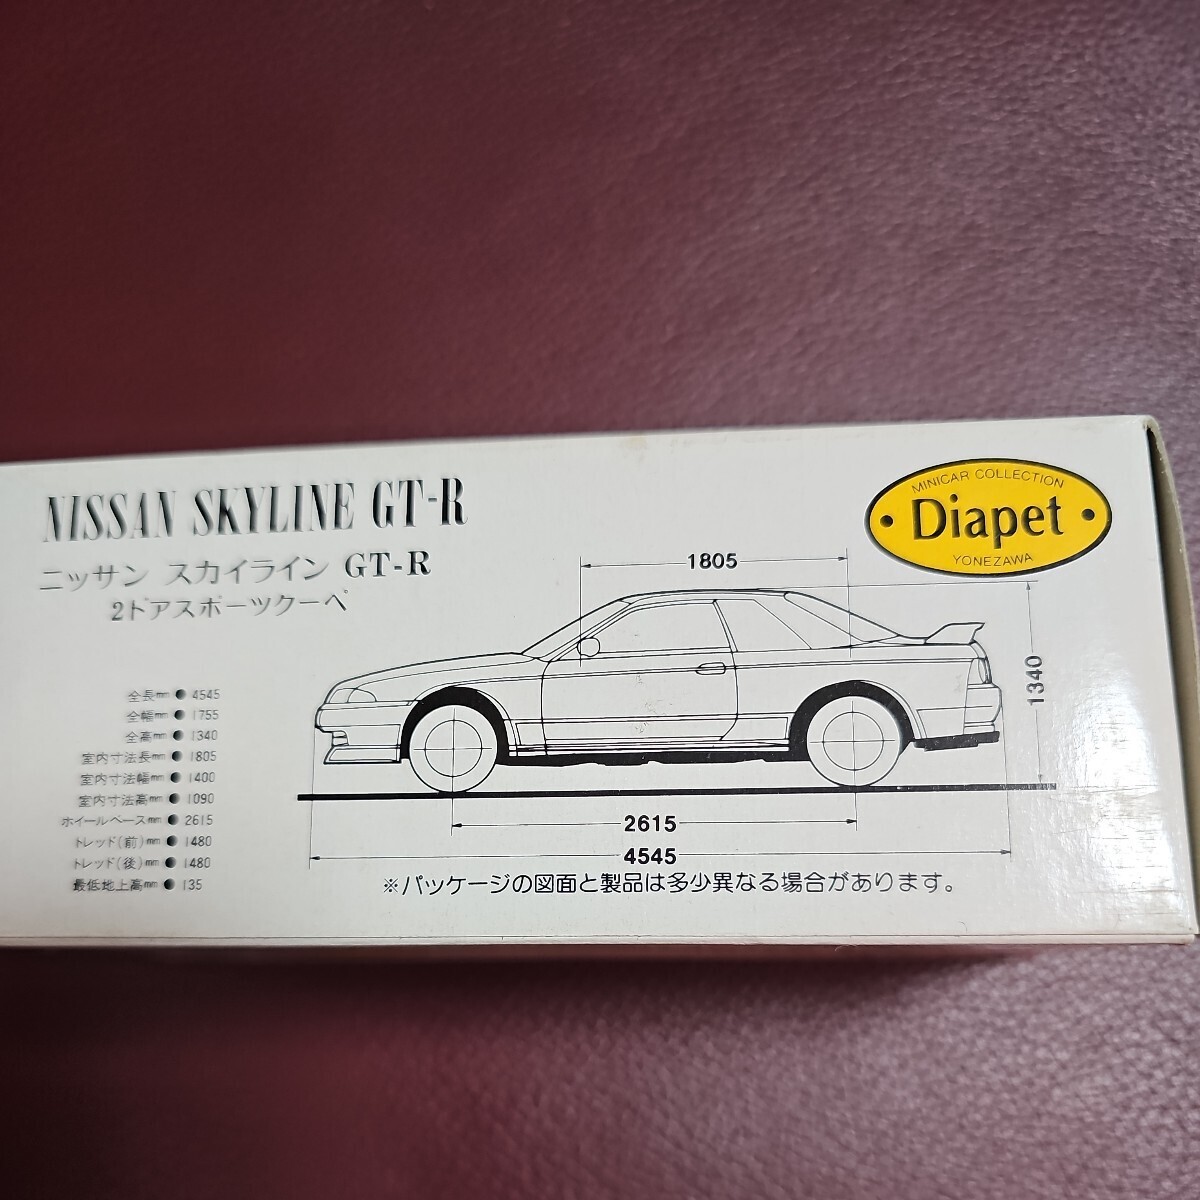 NISSAN SKYLINE GT-R
ニッサン スカイライン GT-R
2ドアスポーツクーペ
MINICAR COLLECTION
• Diapet •
YONEZAWA
全長mm ● 4545
全幅mm ● 1755
全高mm ● 1340
室内寸法長mm ● 1805
室内寸法幅mm ● 1400
室内寸法高mm ● 1090
ホイールベースmm ● 2615
トレッド(前)mm ● 1480
トレッド(後)mm ● 1480
最低地上高mm ● 135
1805
1340
2615
4545
※パッケージの図面と製品は多少異なる場合があります。